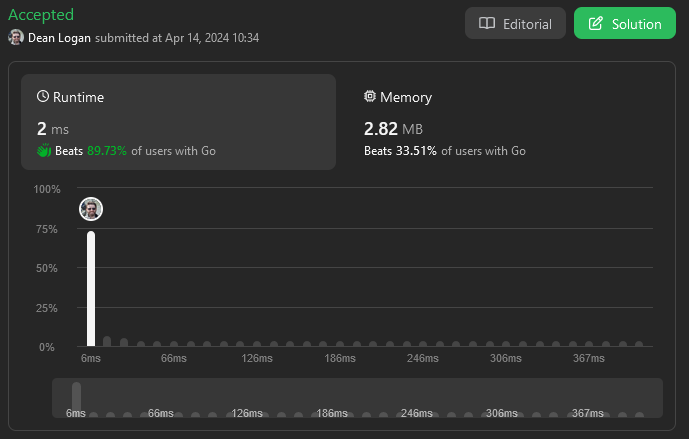 Accepted
Editorial
Solution
Dean Logan submitted at Apr 14, 2024 10:34
Runtime
Memory
2 ms
2.82 MB
Beats 89.73% of users with Go
Beats 33.51% of users with Go
100%
75%
50%
25%
0%
6ms 66ms 126ms 186ms 246ms 306ms 367ms
6ms 66ms 126ms 186ms 246ms 306ms 367ms